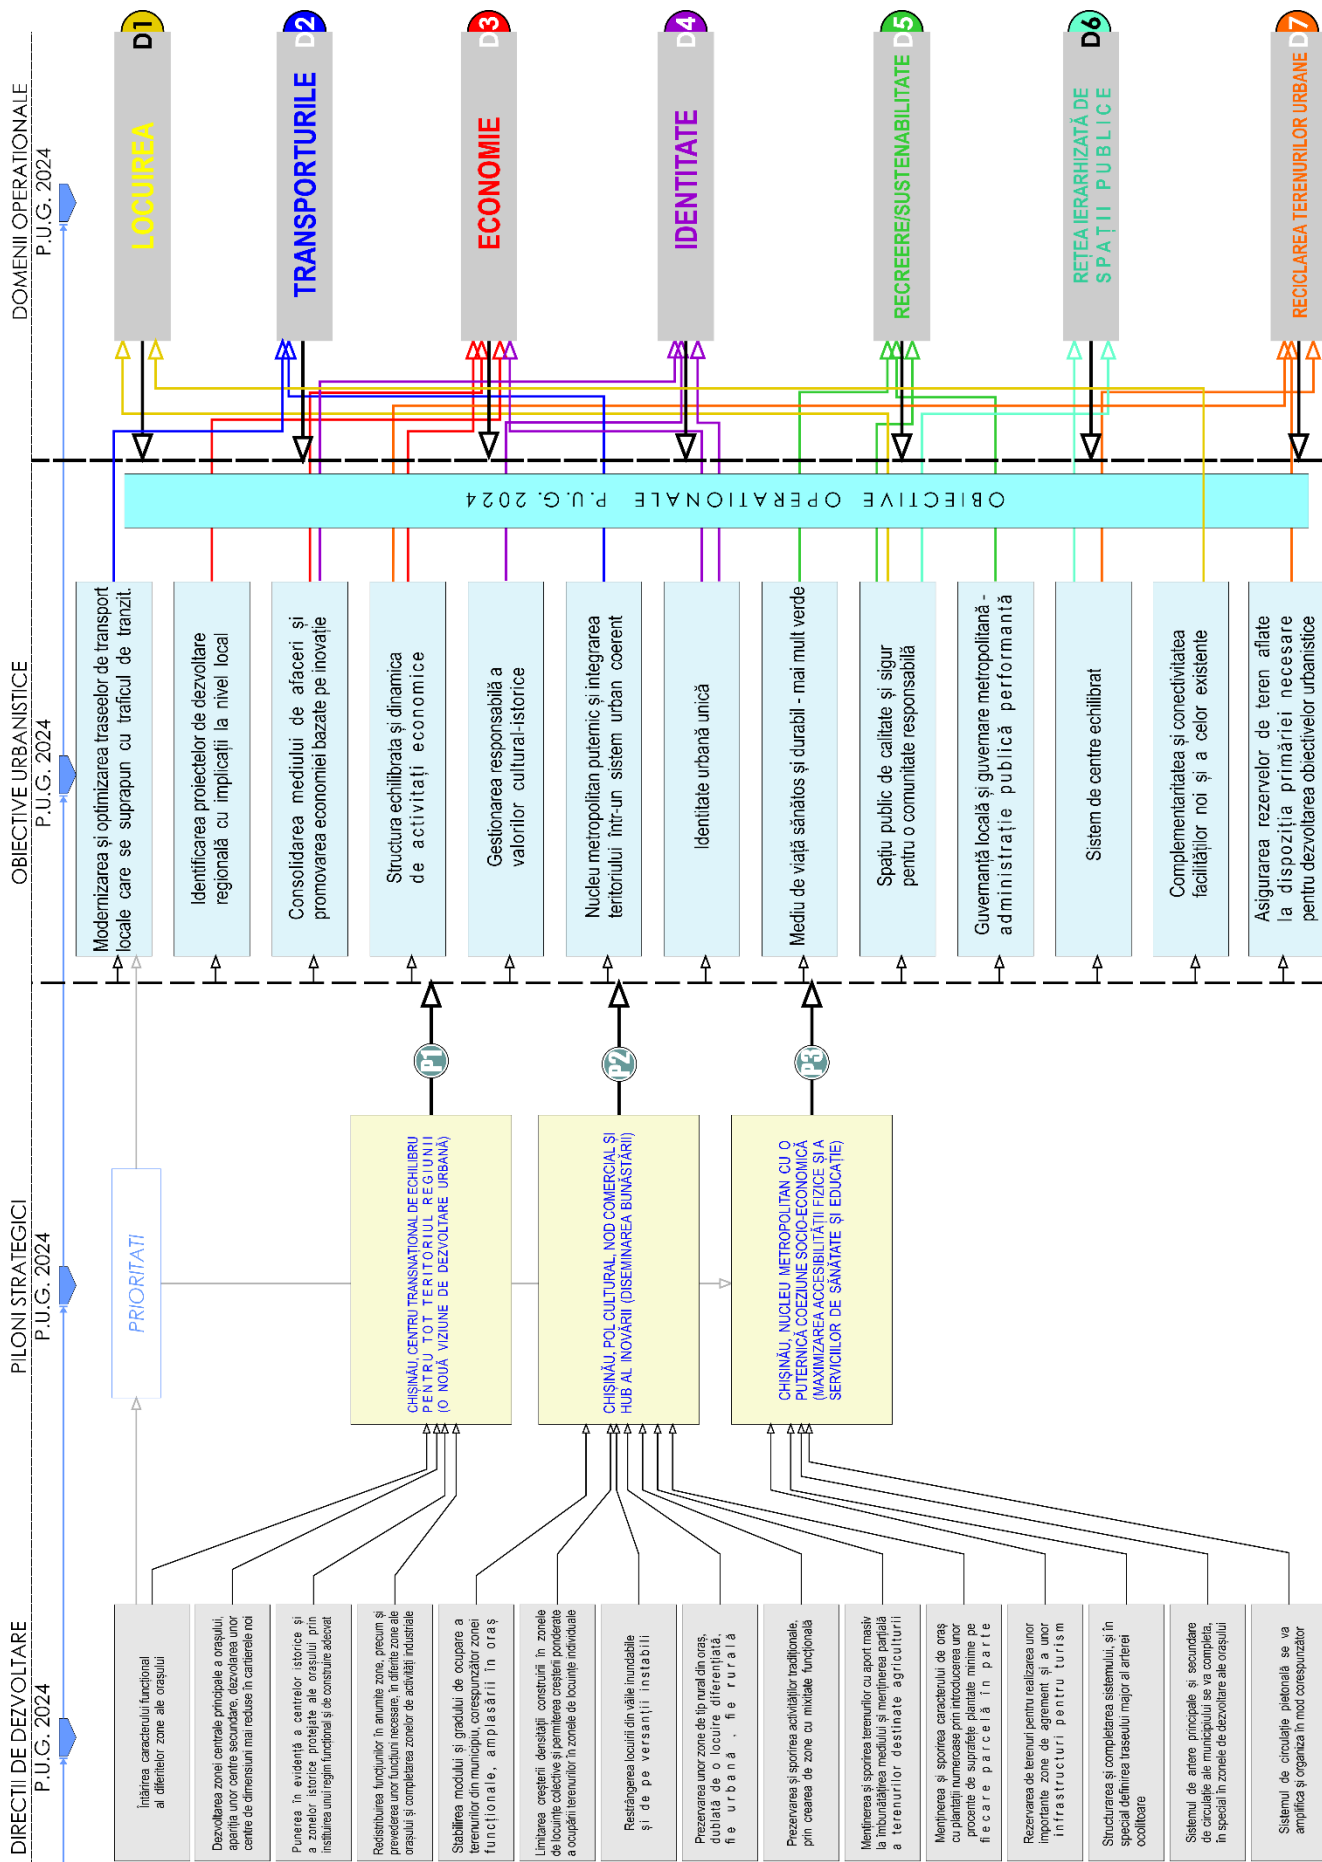 DIRECTII DE DEZVOLTARE
P.U.G. 2024
Întărirea caracterului funcțional
al diferitelor zone ale orașului
Dezvoltarea zonei centrale principale a orașului,
apariția unor centre secundare, dezvolarea unor
centre de dimensiuni mai reduse în cartierele noi
Punerea în evidență a centrelor istorice și
a zonelor istorice protejate ale orașului prin
instituirea unui regim funcțional și de construire adecvat
Redistribuirea funcțiunilor în anumite zone, precum și
prevederea unor funcțiuni necesare, în diferite zone ale
orașului și completarea zonelor de activități industriale
Stabilirea modului și gradului de ocupare a
terenurilor din municipiu, corespunzător zonei
funcționale, amplasării în oraș
Limitarea creșterii densității construirii în zonele
de locuințe colective și permiterea creșterii ponderate
a ocupării terenurilor în zonele de locuințe individuale
Restrângerea locuirii din văile inundabile
și de pe versanții instabili
Prezervarea unor zone de tip rural din oraș,
dublată de o locuire diferențiată,
fie urbană , fie rurală
Prezervarea și sporirea activităților tradiționale,
prin crearea de zone cu mixitate funcțională
Menținerea și sporirea terenurilor cu aport masiv
la îmbunătățirea mediului și menținerea parțială
a terenurilor destinate agriculturii
Menținerea și sporirea caracterului de oraș
cu plantații numeroase prin introducerea unor
procente de suprafețe plantate minime pe
fiecare parcelă în parte
Rezervarea de terenuri pentru realizarea unor
importante zone de agrement și a unor
infrastructuri pentru turism
Structurarea și completarea sistemului, și în
special definirea traseului major al arterei
ocolitoare
Sistemul de artere principale și secundare
de circulație ale municipiului se va completa,
în special în zonele de dezvoltare ale orașului
Sistemul de circulație pietonală se va
amplifica și organiza în mod corespunzător
PILONI STRATEGICI
P.U.G. 2024
PRIORITATI
CHIȘINĂU, CENTRU TRANSNAȚIONAL DE ECHILIBRU
PENTRU TOT TERITORIUL REGIUNII
(O NOUĂ VIZIUNE DE DEZVOLTARE URBANĂ)
P1
CHIȘINĂU, POL CULTURAL, NOD COMERCIAL ȘI
HUB AL INOVĂRII (DISEMINAREA BUNĂSTĂRII)
P2
CHIȘINĂU, NUCLEU METROPOLITAN CU O
PUTERNICĂ COEZIUNE SOCIO-ECONOMICĂ
(MAXIMIZAREA ACCESIBILITĂȚII FIZICE ȘI A
SERVICIILOR DE SĂNĂTATE ȘI EDUCAȚIE)
P3
OBIECTIVE URBANISTICE
P.U.G. 2024
Modernizarea și optimizarea traseelor de transport
locale care se suprapun cu traficul de tranzit.
Identificarea proiectelor de dezvoltare
regională cu implicații la nivel local
Consolidarea mediului de afaceri și
promovarea economiei bazate pe inovație
Structura echilibrata și dinamica
de activitați economice
Gestionarea responsabilă a
valorilor cultural-istorice
Nucleu metropolitan puternic și integrarea
teritoriului într-un sistem urban coerent
Identitate urbană unică
Mediu de viață sănătos și durabil - mai mult verde
Spațiu public de calitate și sigur
pentru o comunitate responsabilă
Guvernanță locală și guvernare metropolitană -
administrație publică performantă
Sistem de centre echilibrat
Complementaritatea și conectivitatea
facilităților noi și a celor existente
Asigurarea rezervelor de teren aflate
la dispoziția primăriei necesare
pentru dezvoltarea obiectivelor urbanistice
OBIECTIVE OPERATIONALE P.U.G. 2024
DOMENII OPERATIONALE
P.U.G. 2024
LOCUIREA
D1
TRANSPORTURILE
D2
ECONOMIE
D3
IDENTITATE
D4
RECREERE/SUSTENABILITATE
D5
REȚEA IERARHIZATĂ DE
SPAȚII PUBLICE
D6
RECICLAREA TERENURILOR URBANE
D7